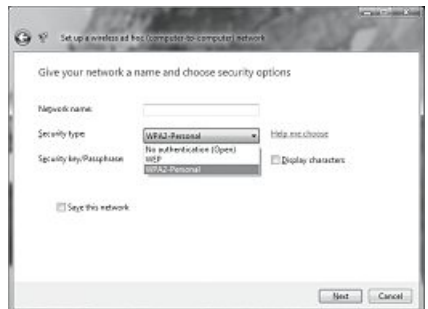 Set up a wireless ad hoc (computer-to-computer) network
Give your network a name and choose security options
Network name:
Security type: WPA2-Personal Help me choose
No authentication (Open)
WEP
WPA2-Personal
Security key/Passphrase: Display characters
Save this network
Next Cancel